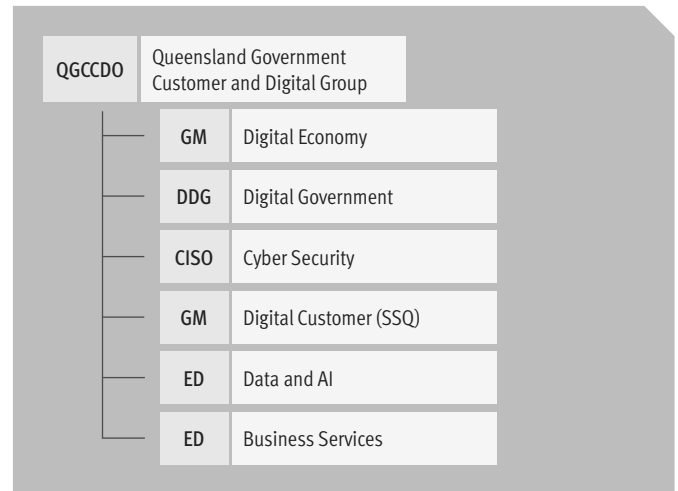 QGCCDO
Queensland Government
Customer and Digital Group
GM Digital Economy
DDG Digital Government
CISO Cyber Security
GM Digital Customer (SSQ)
ED Data and AI
ED Business Services